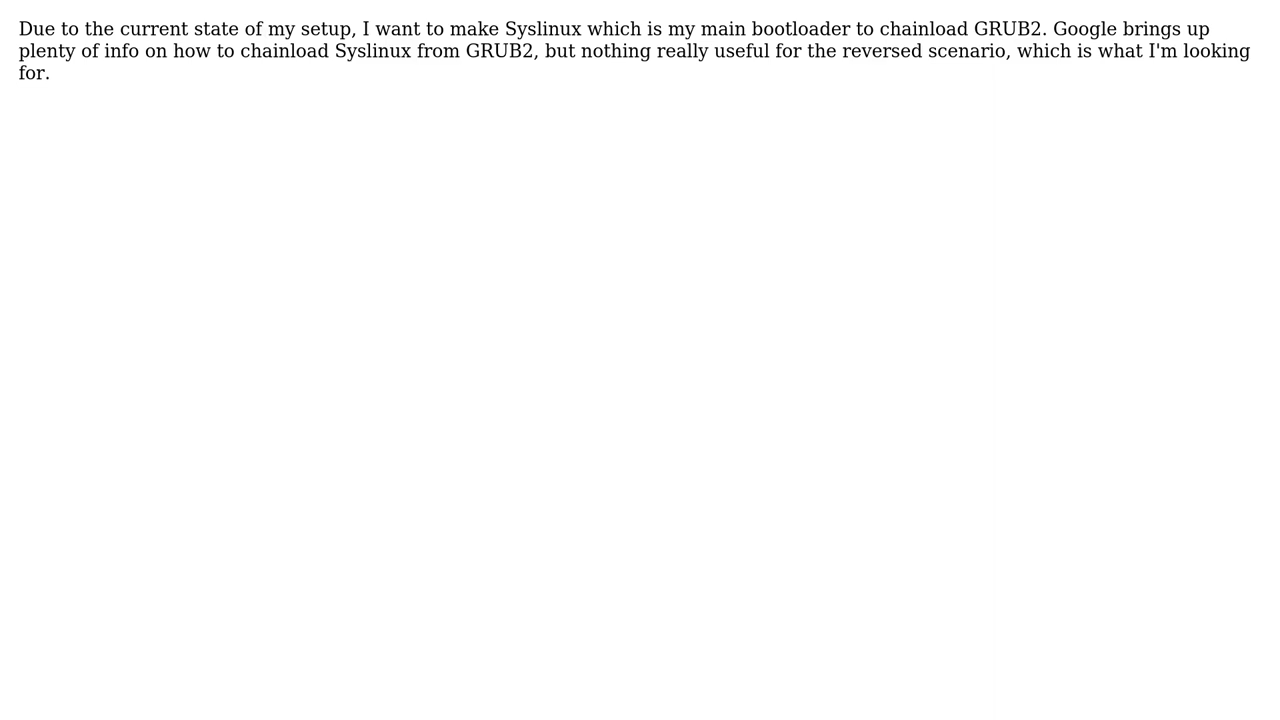 Due to the current state of my setup, I want to make Syslinux which is my main bootloader to chainload GRUB2. Google brings up
plenty of info on how to chainload Syslinux from GRUB2, but nothing really useful for the reversed scenario, which is what I'm looking
for.